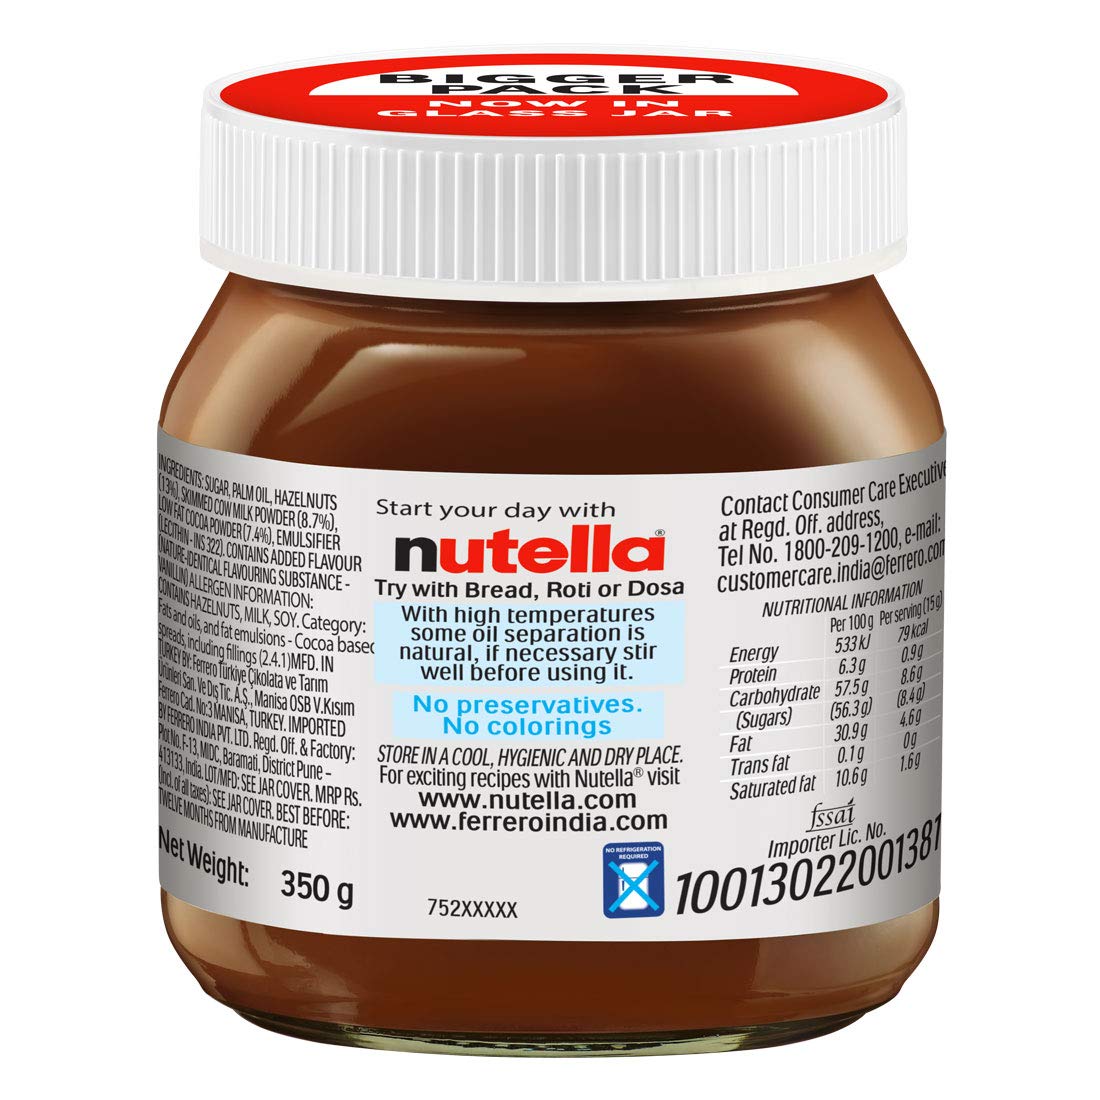 BIGGER
PACK
NOW IN
GLASS JAR
INGREDIENTS: SUGAR, PALM OIL, HAZELNUTS
(13%), SKIMMED COW MILK POWDER (8.7%),
LOW FAT COCOA POWDER (7.4%), EMULSIFIER
(LECITHIN - INS 322). CONTAINS ADDED FLAVOUR
(NATURE-IDENTICAL FLAVOURING SUBSTANCE -
VANILLIN) ALLERGEN INFORMATION:
CONTAINS HAZELNUTS, MILK, SOY. Category:
Fats and oils, and fat emulsions - Cocoa based
spreads, including fillings (2.4.1) MFD. IN
TURKEY BY: Ferrero Türkiye Çikolata ve Tarım
Ürünleri San. Ve Dış Tic. A.Ş., Manisa OSB V. Kısım
Ferrero Cad. No:3 MANİSA, TURKEY. IMPORTED
BY FERRERO INDIA PVT. LTD. Regd. Off. & Factory:
Plot No. F-13, MIDC, Baramati, District Pune -
413133, India. LOT/MFD: SEE JAR COVER. MRP Rs.
(incl. of all taxes): SEE JAR COVER. BEST BEFORE:
TWELVE MONTHS FROM MANUFACTURE
Net Weight: 350 g
Start your day with
nutella®
Try with Bread, Roti or Dosa
With high temperatures
some oil separation is
natural, if necessary stir
well before using it.
No preservatives.
No colorings
STORE IN A COOL, HYGIENIC AND DRY PLACE.
For exciting recipes with Nutella® visit
www.nutella.com
www.ferreroindia.com
752XXXXX
NO REFRIGERATION
REQUIRED
Contact Consumer Care Executive
at Regd. Off. address,
Tel No. 1800-209-1200, e-mail:
customercare.india@ferrero.com
NUTRITIONAL INFORMATION
Per 100 g Per serving (15 g)
Energy 533 kJ 79 kcal
Protein 6.3 g 0.9 g
Carbohydrate 57.5 g 8.6 g
(Sugars) (56.3 g) (8.4 g)
Fat 30.9 g 4.6 g
Trans fat 0.1 g 0 g
Saturated fat 10.6 g 1.6 g
fssai
Importer Lic. No.
10013022001387